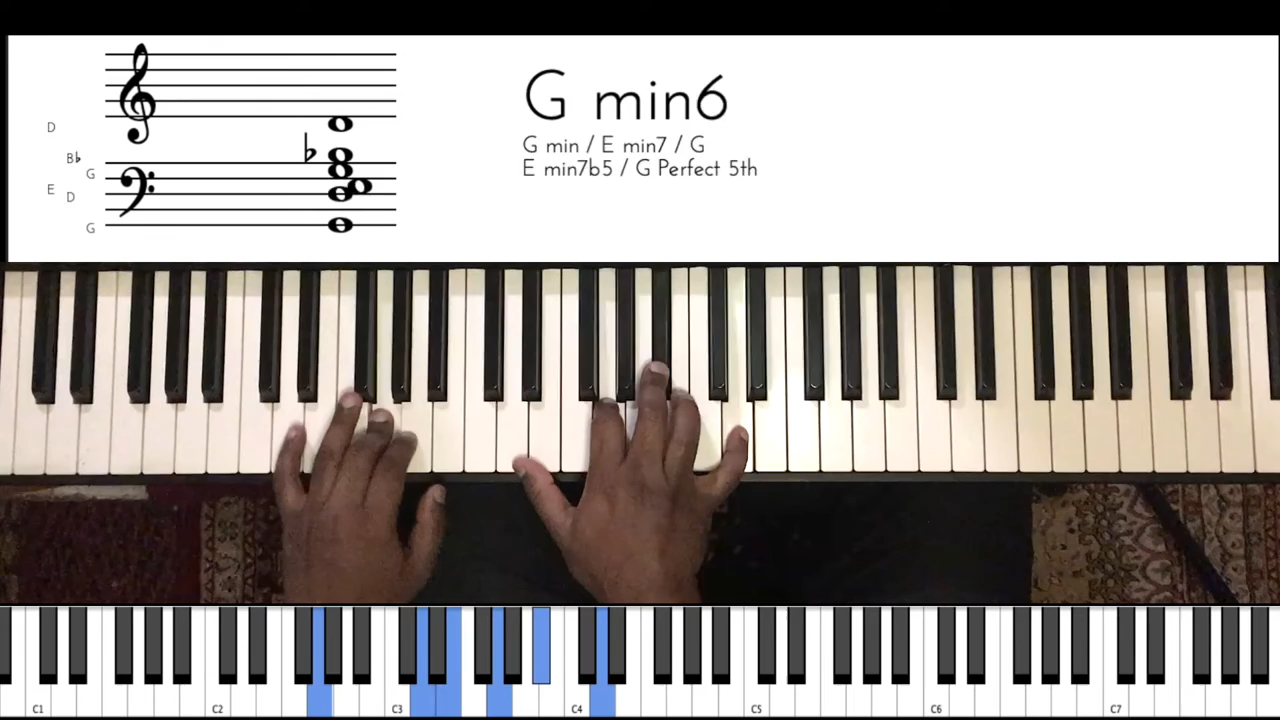 G min6
G min / E min7 / G
E min7b5 / G Perfect 5th
D
B♭
G
E
D
G
C1
C2
C3
C4
C5
C6
C7